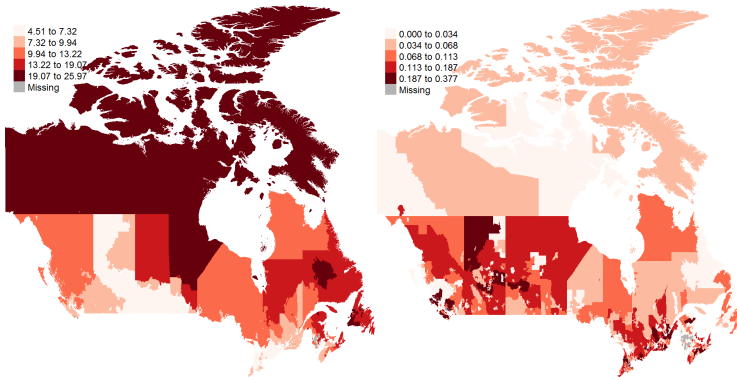 4.51 to 7.32
7.32 to 9.94
9.94 to 13.22
13.22 to 19.07
19.07 to 25.97
Missing
0.000 to 0.034
0.034 to 0.068
0.068 to 0.113
0.113 to 0.187
0.187 to 0.377
Missing